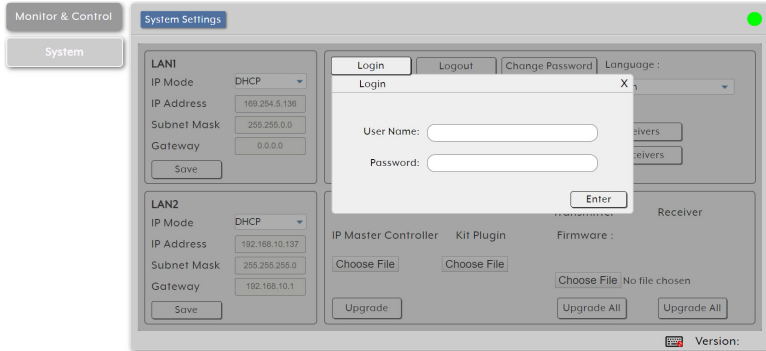 Monitor & Control
System
System Settings
LAN1
IP Mode DHCP
IP Address 169.254.5.136
Subnet Mask 255.255.0.0
Gateway 0.0.0.0
Save
Login Logout Change Password Language :
Login X
User Name:
Password:
Enter
LAN2
IP Mode DHCP
IP Address 192.168.10.137
Subnet Mask 255.255.255.0
Gateway 192.168.10.1
Save
Receiver
IP Master Controller Kit Plugin Firmware :
Choose File Choose File
Choose File No file chosen
Upgrade Upgrade All Upgrade All
Version: